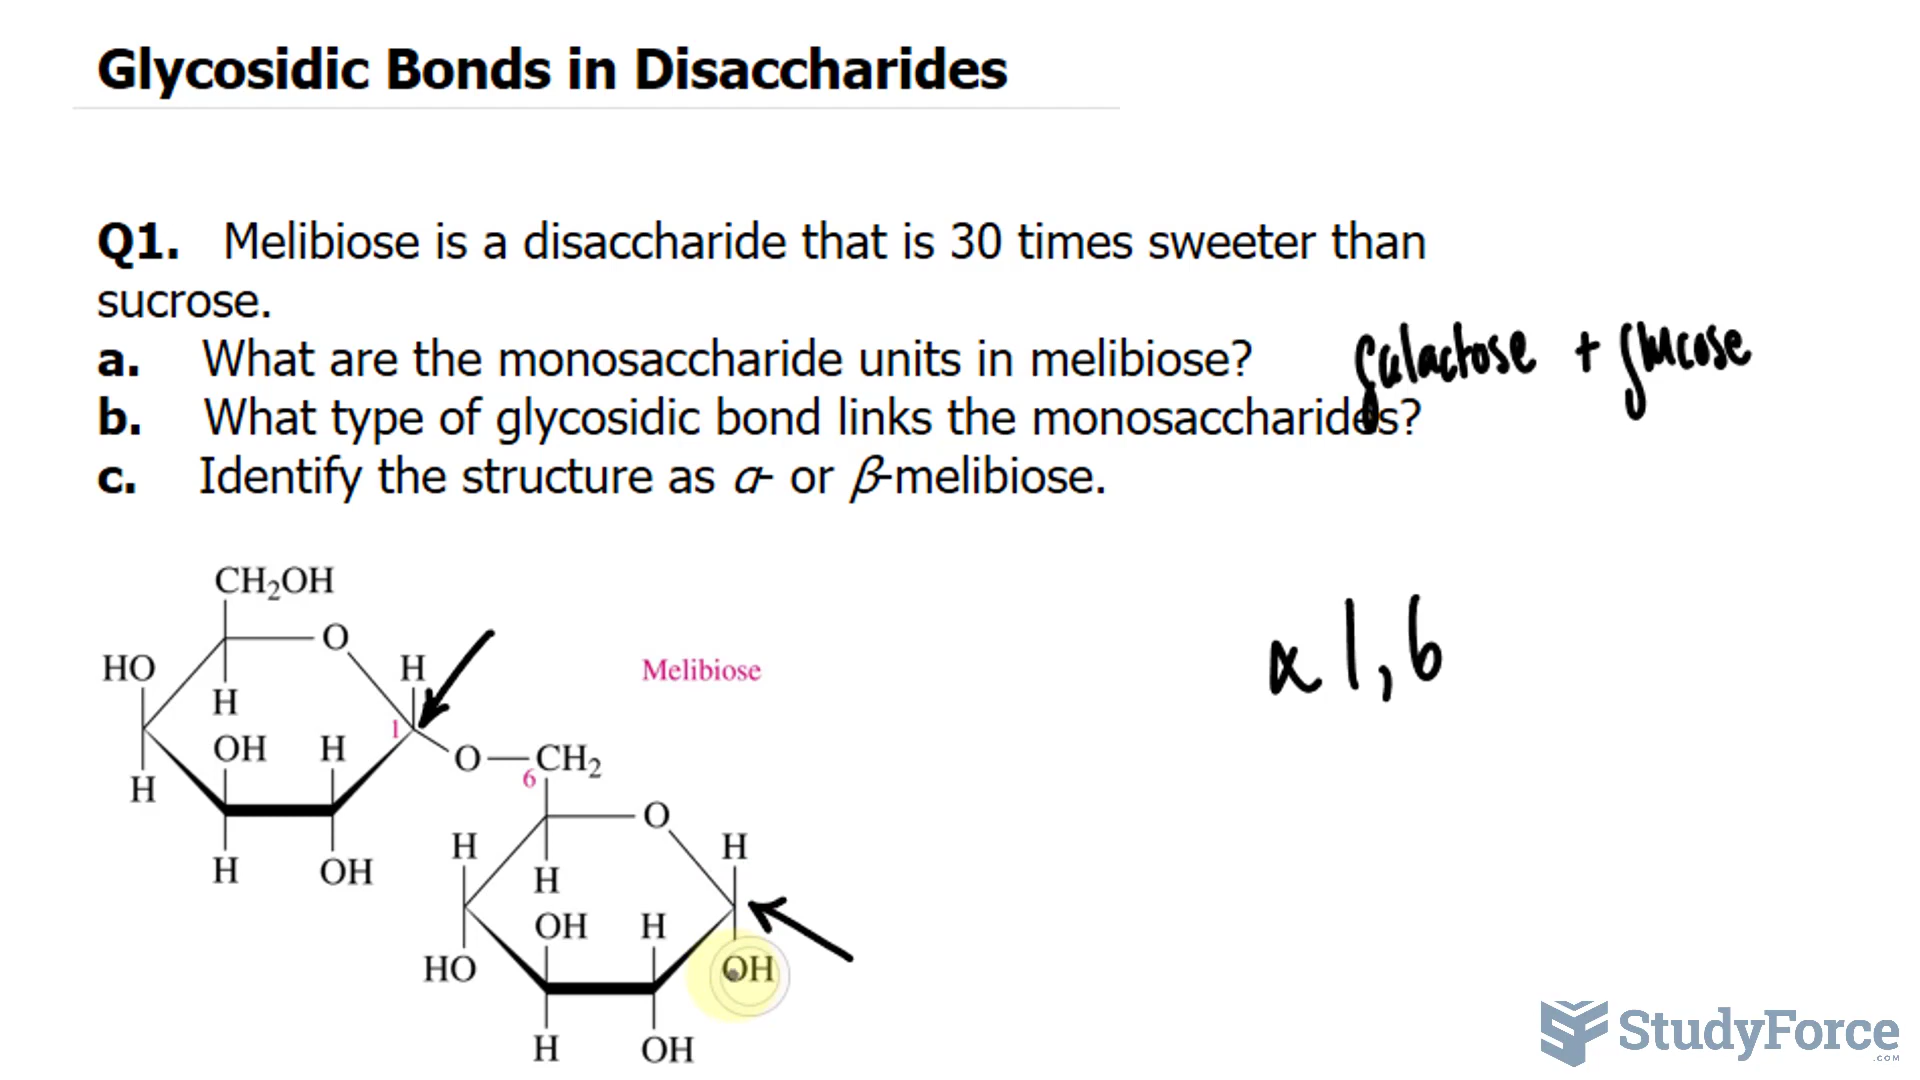 Glycosidic Bonds in Disaccharides
Q1. Melibiose is a disaccharide that is 30 times sweeter than
sucrose.
a. What are the monosaccharide units in melibiose? galactose + glucose
b. What type of glycosidic bond links the monosaccharides?
c. Identify the structure as α- or β-melibiose.
CH₂OH
O
HO H Melibiose
H
α 1,6
1
OH H
O—CH₂
6
H
O
H H
H OH
H
OH H
HO OH
H OH
StudyForce
.COM